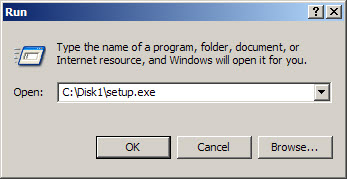 Run
Type the name of a program, folder, document, or
Internet resource, and Windows will open it for you.
Open: C:\Disk1\setup.exe
OK Cancel Browse...